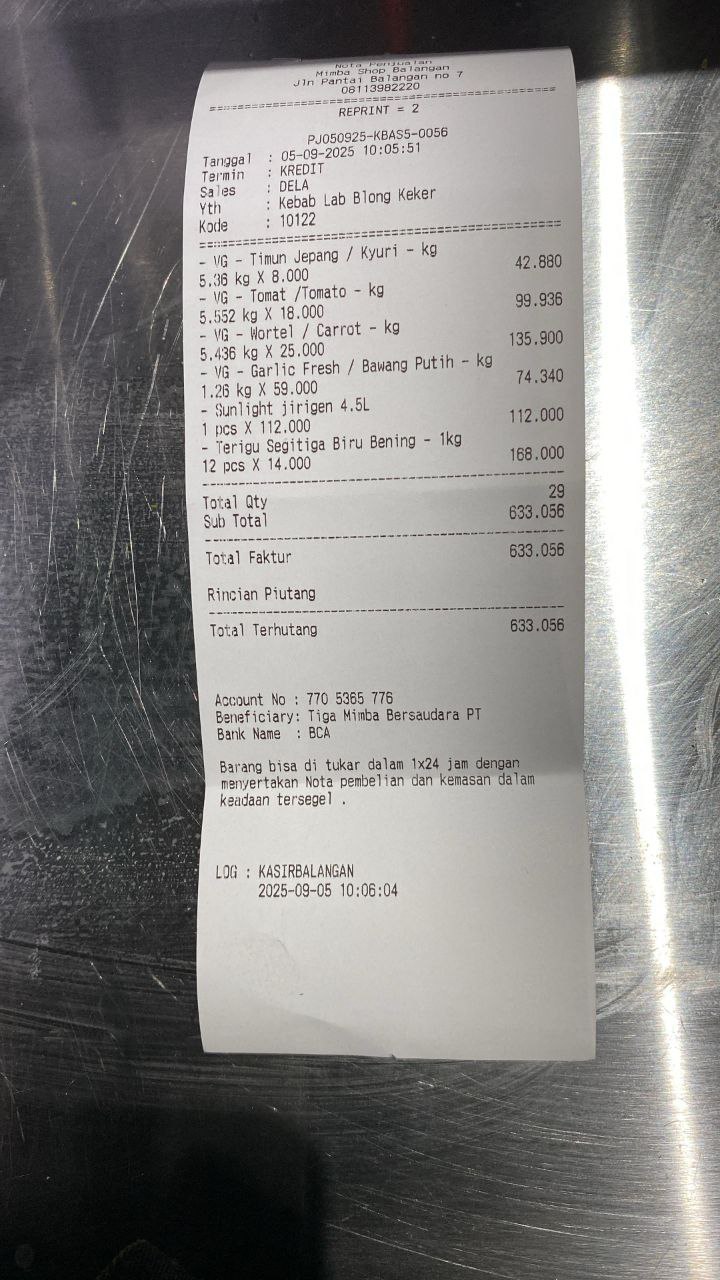 Nota Penjualan
Mimba Shop Balangan
Jln Pantai Balangan no 7
08113982220
==================================================
REPRINT = 2
PJ050925-KBAS5-0056
Tanggal : 05-09-2025 10:05:51
Termin : KREDIT
Sales : DELA
Yth : Kebab Lab Blong Keker
Kode : 10122
==================================================
- VG - Timun Jepang / Kyuri - kg
5.36 kg X 8.000 42.880
- VG - Tomat /Tomato - kg
5.552 kg X 18.000 99.936
- VG - Wortel / Carrot - kg
5.436 kg X 25.000 135.900
- VG - Garlic Fresh / Bawang Putih - kg
1.26 kg X 59.000 74.340
- Sunlight jirigen 4.5L
1 pcs X 112.000 112.000
- Terigu Segitiga Biru Bening - 1kg
12 pcs X 14.000 168.000
--------------------------------------------------
Total Qty 29
Sub Total 633.056
--------------------------------------------------
Total Faktur 633.056
Rincian Piutang
--------------------------------------------------
Total Terhutang 633.056
Account No : 770 5365 776
Beneficiary: Tiga Mimba Bersaudara PT
Bank Name : BCA
Barang bisa di tukar dalam 1x24 jam dengan
menyertakan Nota pembelian dan kemasan dalam
keadaan tersegel .
LOG : KASIRBALANGAN
2025-09-05 10:06:04